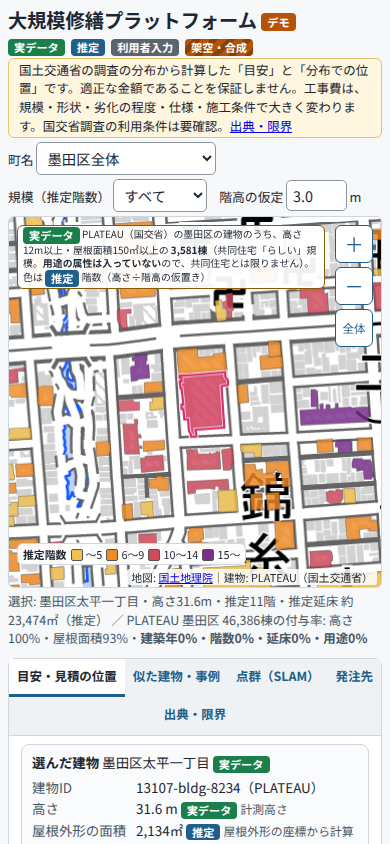 大規模修繕プラットフォーム デモ
実データ 推定 利用者入力 架空・合成
国土交通省の調査の分布から計算した「目安」と「分布での位
置」です。適正な金額であることを保証しません。工事費は、
規模・形状・劣化の程度・仕様・施工条件で大きく変わりま
す。国交省調査の利用条件は要確認。出典・限界
町名 墨田区全体
規模（推定階数） すべて 階高の仮定 3.0 m
実データ PLATEAU（国交省）の墨田区の建物のうち、高さ
12m以上・屋根面積150㎡以上の 3,581棟（共同住宅「らしい」規
模。用途の属性は入っていないので、共同住宅とは限りません）。
色は 推定 階数（高さ÷階高の仮置き）
＋
−
全体
錦
糸
推定階数 〜5 6〜9 10〜14 15〜
地図: 国土地理院｜建物: PLATEAU（国土交通省）
選択: 墨田区太平一丁目・高さ31.6m・推定11階・推定延床 約
23,474㎡（推定） ／ PLATEAU 墨田区 46,386棟の付与率: 高さ
100%・屋根面積93%・建築年0%・階数0%・延床0%・用途0%
目安・見積の位置 似た建物・事例 点群（SLAM） 発注先
出典・限界
選んだ建物 墨田区太平一丁目 実データ
建物ID 13107-bldg-8234（PLATEAU）
高さ 31.6 m 実データ 計測高さ
屋根外形の面積 2,134㎡ 推定 屋根外形の座標から計算